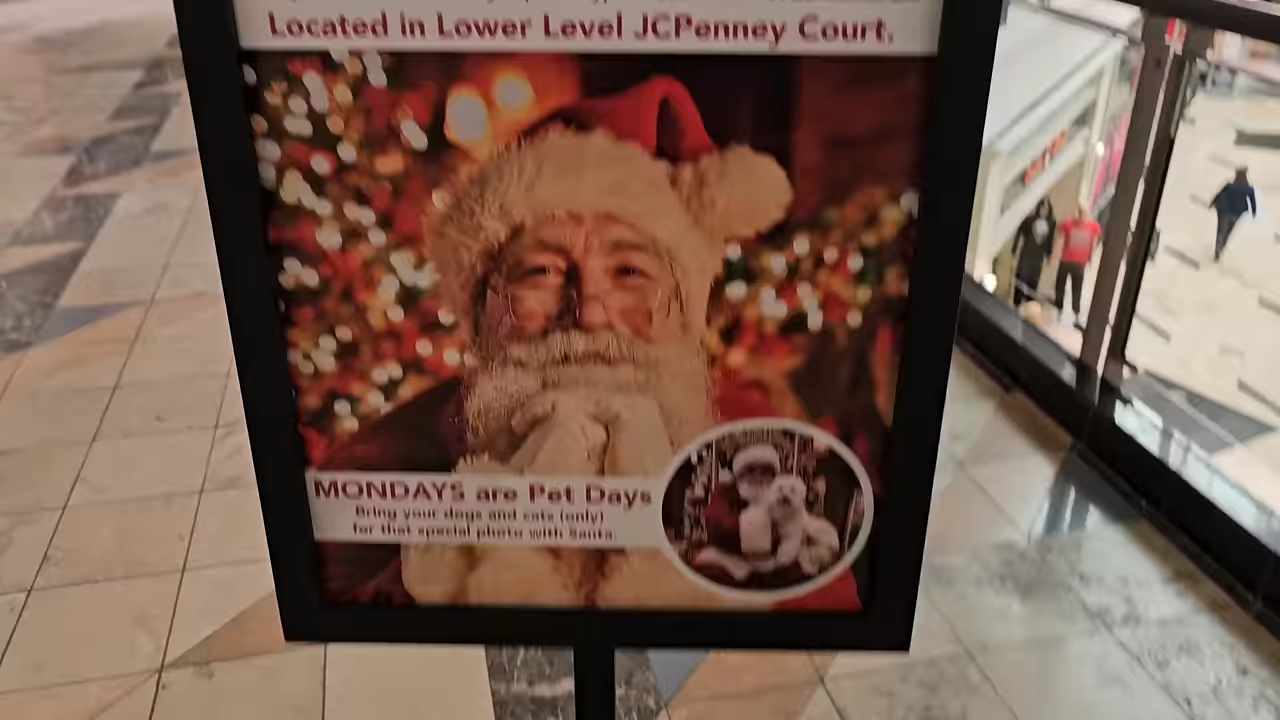 Located in Lower Level JCPenney Court.
MONDAYS are Pet Days
Bring your dogs and cats (only)
for that special photo with Santa.